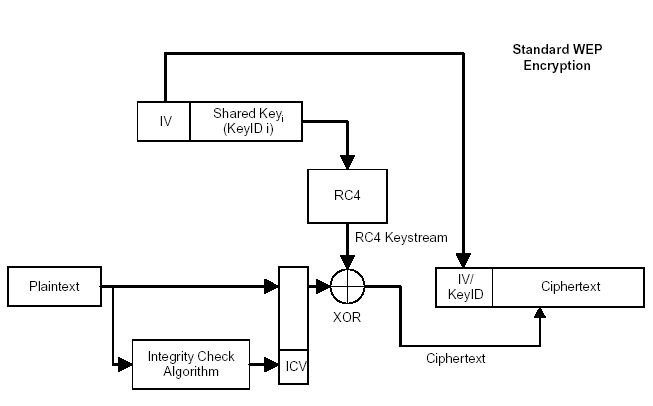 Standard WEP
Encryption
IV
Shared Keyi
(KeyID i)
RC4
RC4 Keystream
Plaintext
IV/
KeyID
Ciphertext
XOR
Integrity Check
Algorithm
ICV
Ciphertext